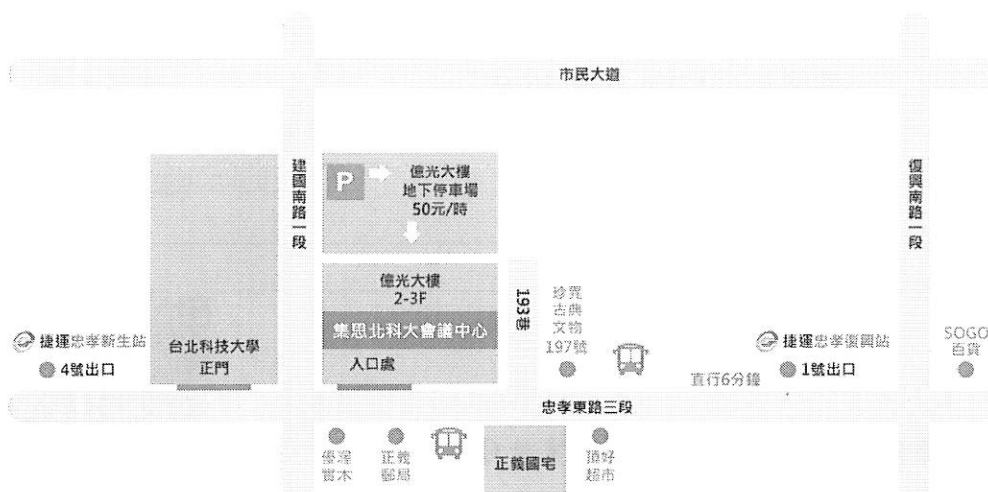 市民大道
建國南路一段
復興南路一段
P
億光大樓
地下停車場
50元/時
億光大樓
2-3F
集思北科大會議中心
入口處
193巷
珍晁
古典
文物
197號
捷運忠孝新生站
4號出口
台北科技大學
正門
捷運忠孝復興站
1號出口
直行6分鐘
SOGO
百貨
忠孝東路三段
優渥
實木
正義
郵局
正義國宅
頂好
超市